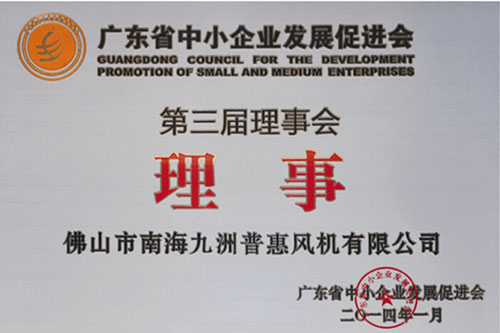 广东省中小企业发展促进会
GUANGDONG COUNCIL FOR THE DEVELOPMENT
PROMOTION OF SMALL AND MEDIUM ENTERPRISES
第三届理事会
理事
佛山市南海九洲普惠风机有限公司
广东省中小企业发展促进会
二〇一四年一月